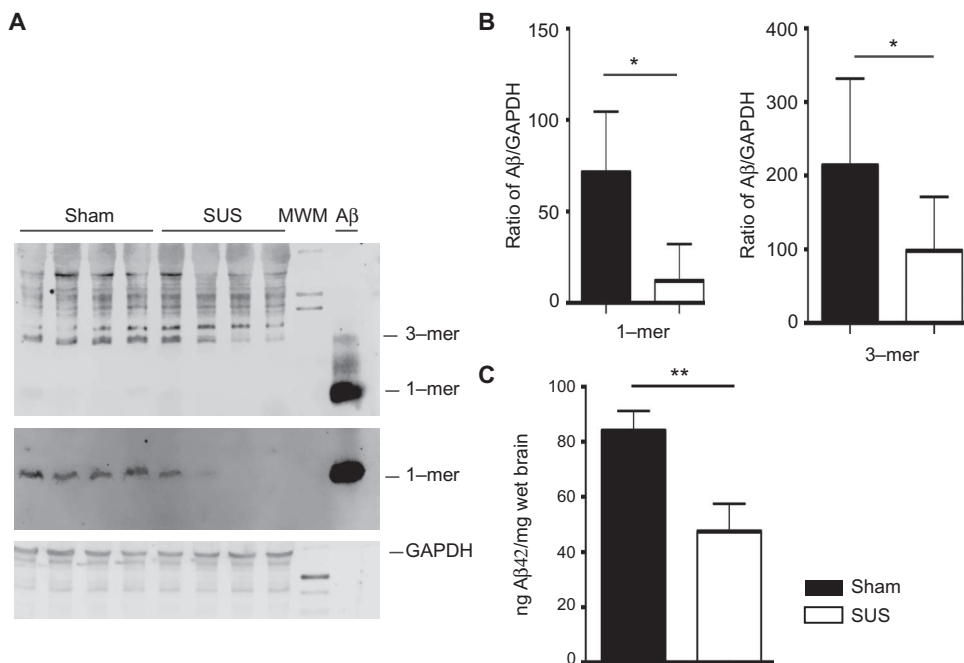 A
Sham SUS MWM Aβ
3–mer
1–mer
1–mer
GAPDH
B
Ratio of Aβ/GAPDH
150
100
50
0
*
1–mer
Ratio of Aβ/GAPDH
400
300
200
100
0
*
3–mer
C
ng Aβ42/mg wet brain
100
80
60
40
20
0
**
Sham
SUS